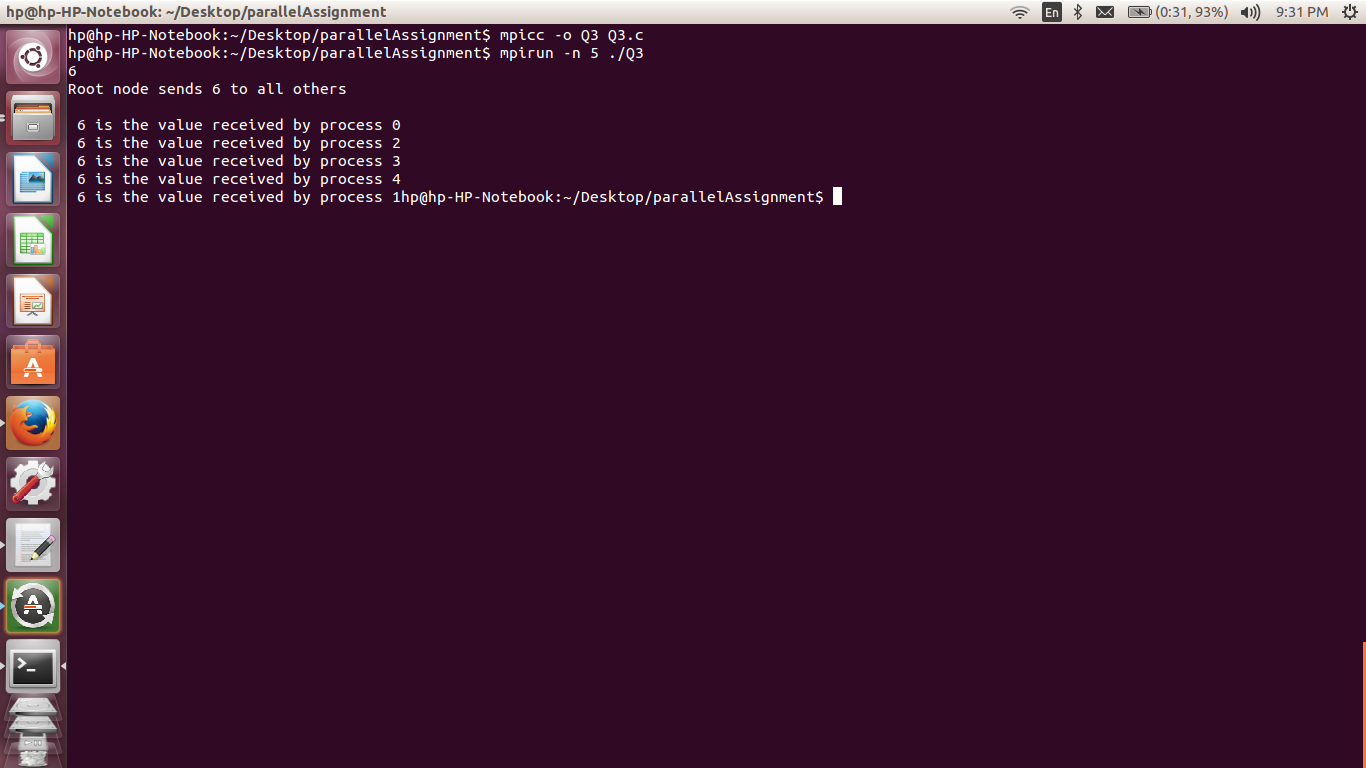 hp@hp-HP-Notebook: ~/Desktop/parallelAssignment
En
(0:31, 93%)
9:31 PM
hp@hp-HP-Notebook:~/Desktop/parallelAssignment$ mpicc -o Q3 Q3.c
hp@hp-HP-Notebook:~/Desktop/parallelAssignment$ mpirun -n 5 ./Q3
6
Root node sends 6 to all others
6 is the value received by process 0
6 is the value received by process 2
6 is the value received by process 3
6 is the value received by process 4
6 is the value received by process 1hp@hp-HP-Notebook:~/Desktop/parallelAssignment$